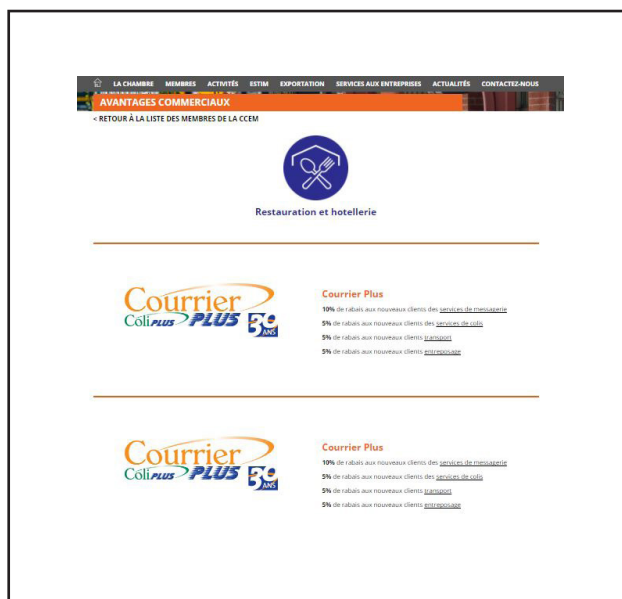 LA CHAMBRE MEMBRES ACTIVITÉS ESTIM EXPORTATION SERVICES AUX ENTREPRISES ACTUALITÉS CONTACTEZ-NOUS
AVANTAGES COMMERCIAUX
< RETOUR À LA LISTE DES MEMBRES DE LA CCEM
Restauration et hotellerie
Courrier
Coliplus PLUS 30
ANS
Courrier Plus
10% de rabais aux nouveaux clients des services de messagerie
5% de rabais aux nouveaux clients des services de colis
5% de rabais aux nouveaux clients transport
5% de rabais aux nouveaux clients entreposage
Courrier
Coliplus PLUS 30
ANS
Courrier Plus
10% de rabais aux nouveaux clients des services de messagerie
5% de rabais aux nouveaux clients des services de colis
5% de rabais aux nouveaux clients transport
5% de rabais aux nouveaux clients entreposage